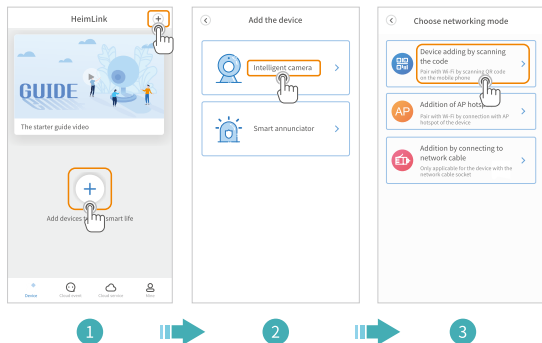 HeimLink
GUIDE
The starter guide video
Add devices t smart life
Device
Cloud event
Cloud service
Mine
Add the device
Intelligent camera
Smart annunciator
Choose networking mode
Device adding by scanning
the code
Pair with Wi-Fi by scanning QR code
on the mobile phone
AP
Addition of AP hotspot
Pair with Wi-Fi by connection with AP
hotspot of the device
Addition by connecting to
network cable
Only applicable for the device with the
network cable socket
1
2
3